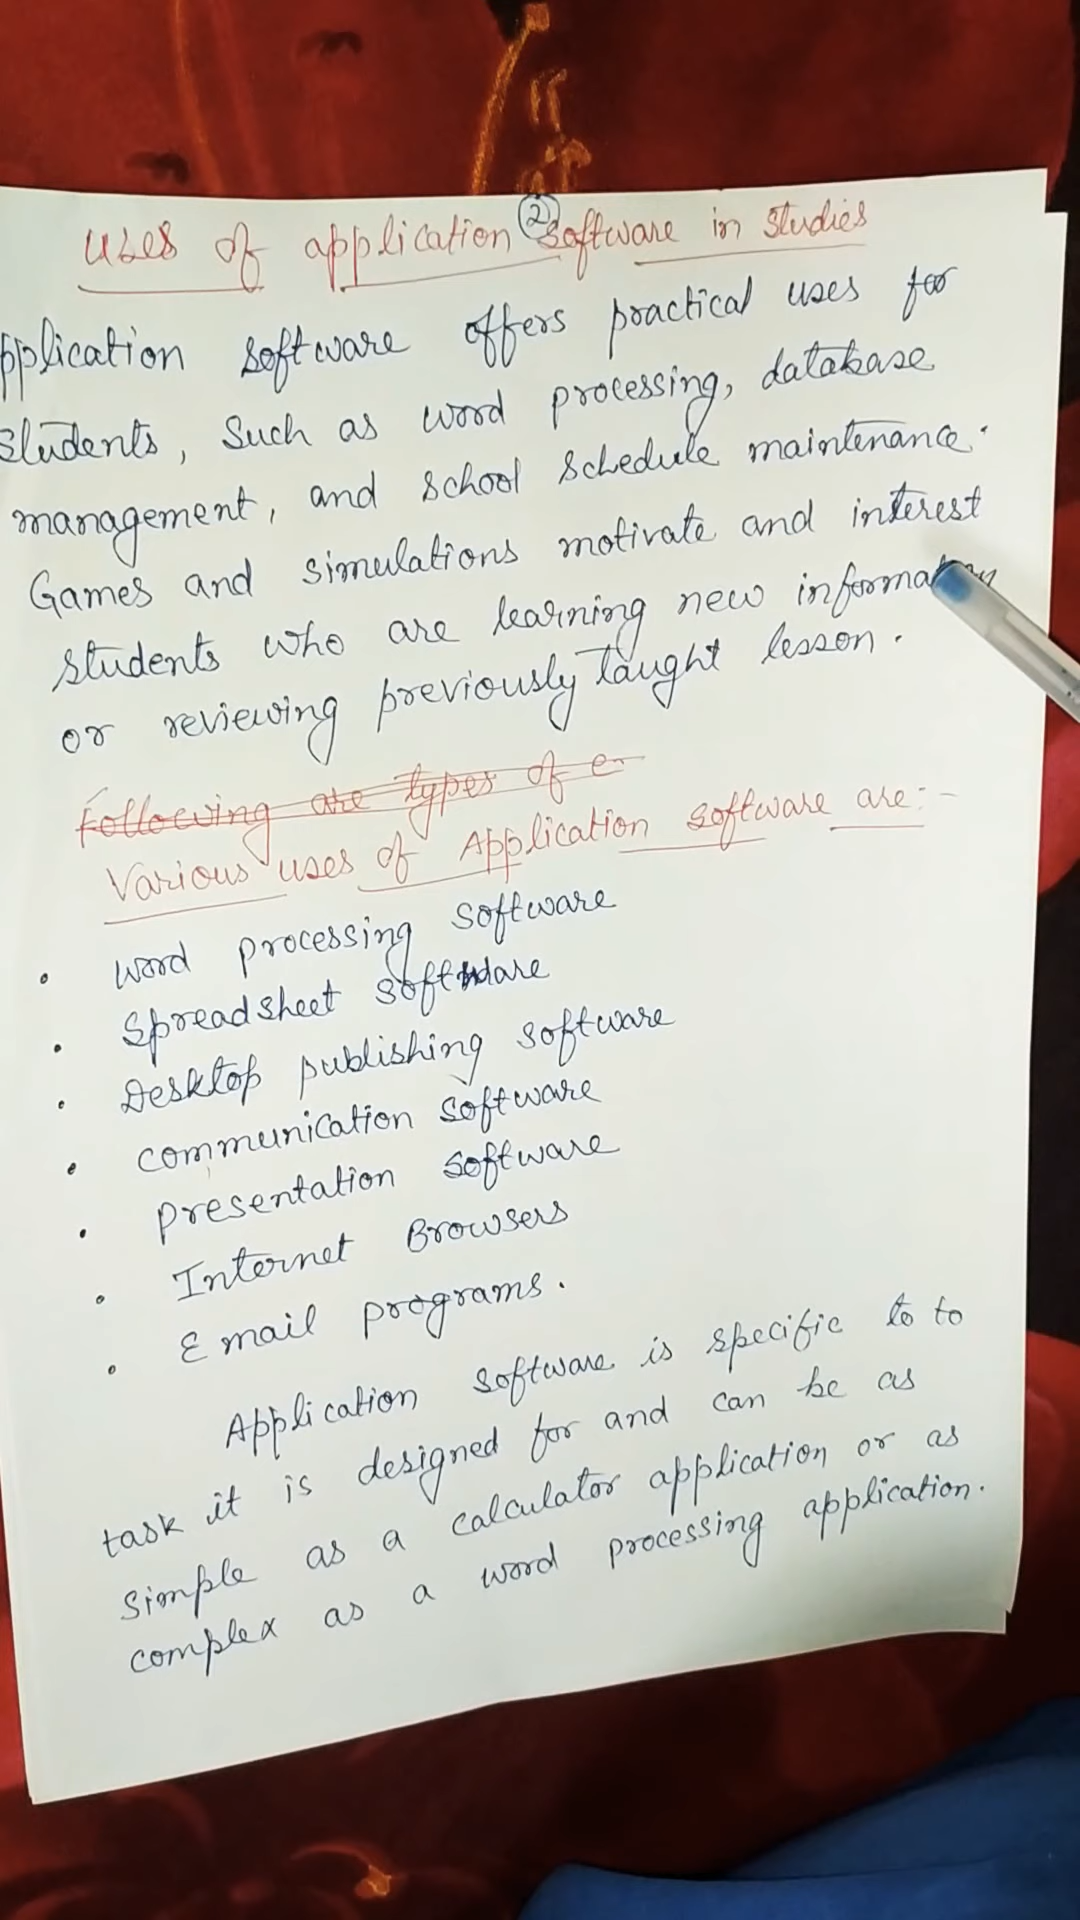 2
Uses of application software in studies
pplication software offers practical uses for
students, such as word processing, database
management, and school schedule maintenance.
Games and simulations motivate and interest
students who are learning new information
or reviewing previously taught lesson.
Following are types of e
Various uses of Application software are:-
• word processing software
• Spreadsheet software
• Desktop publishing software
• communication software
• presentation software
• Internet Browsers
• Email programs.
Application software is specific to to
task it is designed for and can be as
simple as a calculator application or as
complex as a word processing application.